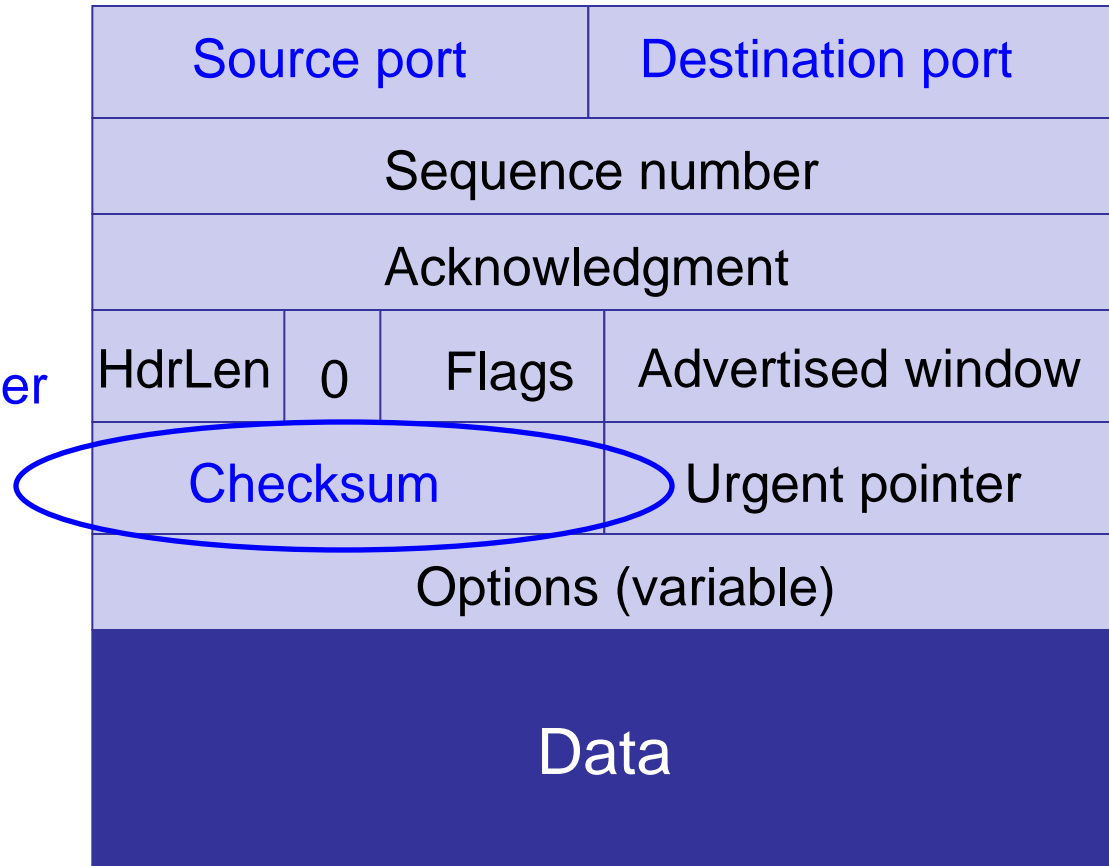 Source port Destination port
Sequence number
Acknowledgment
er HdrLen 0 Flags Advertised window
Checksum Urgent pointer
Options (variable)
Data